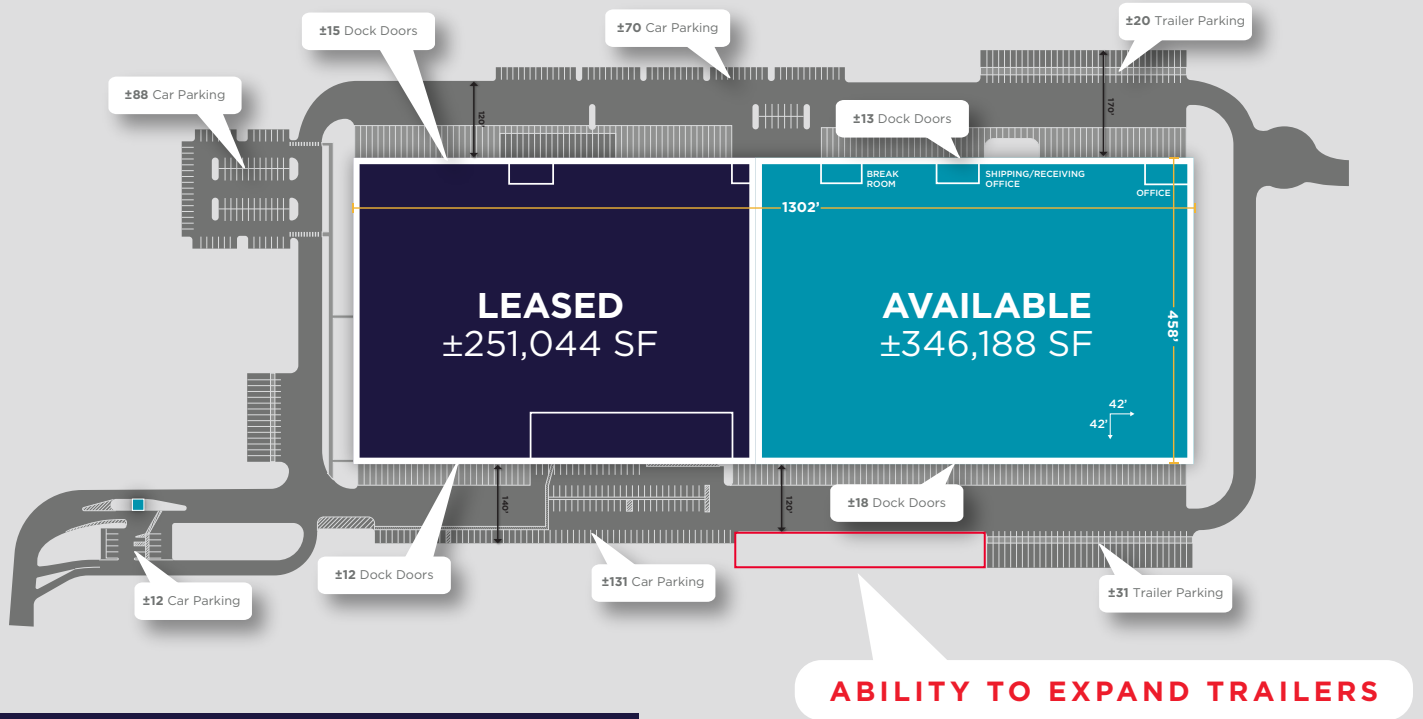 ±15 Dock Doors
±70 Car Parking
±20 Trailer Parking
±88 Car Parking
120'
170'
±13 Dock Doors
BREAK
ROOM
SHIPPING/RECEIVING
OFFICE
OFFICE
1302'
LEASED
±251,044 SF
AVAILABLE
±346,188 SF
458'
42'
42'
140'
120'
±18 Dock Doors
±12 Dock Doors
±131 Car Parking
±12 Car Parking
±31 Trailer Parking
ABILITY TO EXPAND TRAILERS